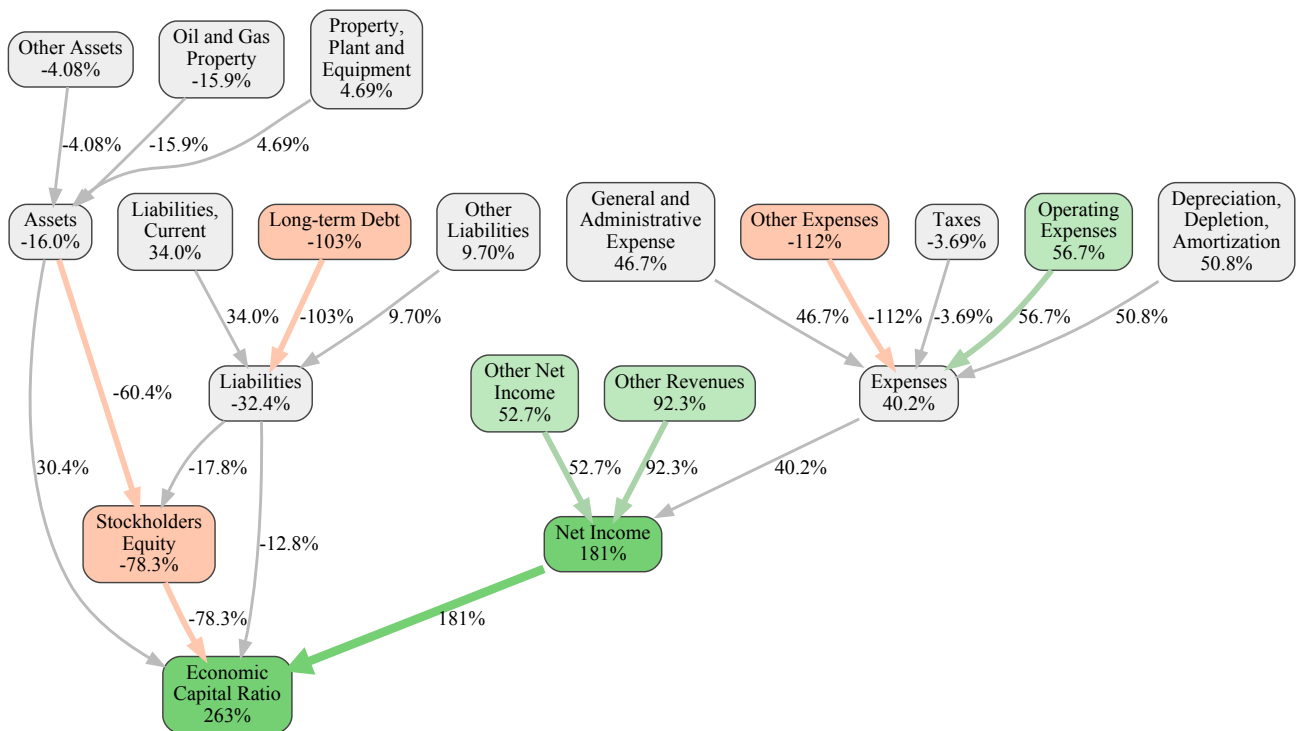 Other Assets
-4.08%
Oil and Gas
Property
-15.9%
Property,
Plant and
Equipment
4.69%
-4.08%
-15.9%
4.69%
Assets
-16.0%
Liabilities,
Current
34.0%
Long-term Debt
-103%
Other
Liabilities
9.70%
General and
Administrative
Expense
46.7%
Other Expenses
-112%
Taxes
-3.69%
Operating
Expenses
56.7%
Depreciation,
Depletion,
Amortization
50.8%
34.0%
-103%
9.70%
46.7%
-112%
-3.69%
56.7%
50.8%
-60.4%
Liabilities
-32.4%
Other Net
Income
52.7%
Other Revenues
92.3%
Expenses
40.2%
30.4%
-17.8%
-12.8%
52.7%
92.3%
40.2%
Stockholders
Equity
-78.3%
Net Income
181%
-78.3%
181%
Economic
Capital Ratio
263%